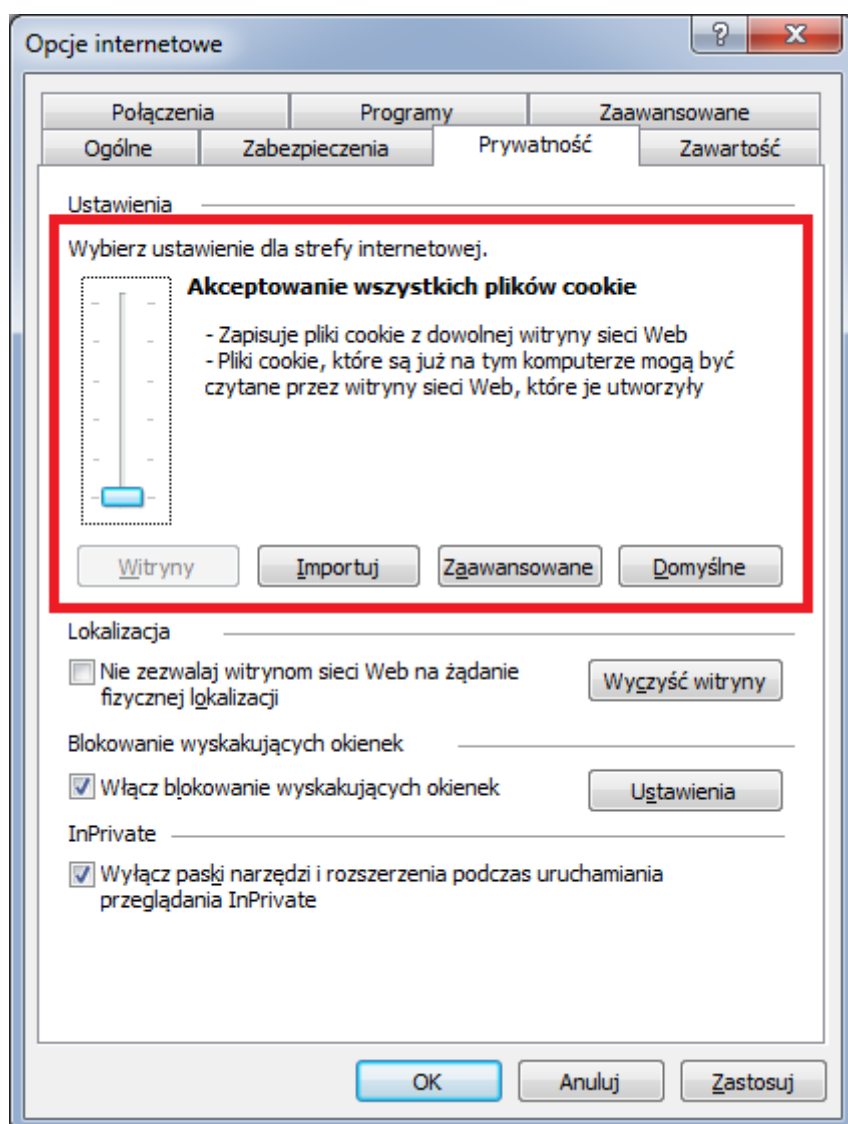 Opcje internetowe
Połączenia Programy Zaawansowane
Ogólne Zabezpieczenia Prywatność Zawartość
Ustawienia
Wybierz ustawienie dla strefy internetowej.
Akceptowanie wszystkich plików cookie
- Zapisuje pliki cookie z dowolnej witryny sieci Web
- Pliki cookie, które są już na tym komputerze mogą być
czytane przez witryny sieci Web, które je utworzyły
Witryny Importuj Zaawansowane Domyślne
Lokalizacja
Nie zezwalaj witrynom sieci Web na żądanie
fizycznej lokalizacji
Wyczyść witryny
Blokowanie wyskakujących okienek
Włącz blokowanie wyskakujących okienek
Ustawienia
InPrivate
Wyłącz paski narzędzi i rozszerzenia podczas uruchamiania
przeglądania InPrivate
OK Anuluj Zastosuj